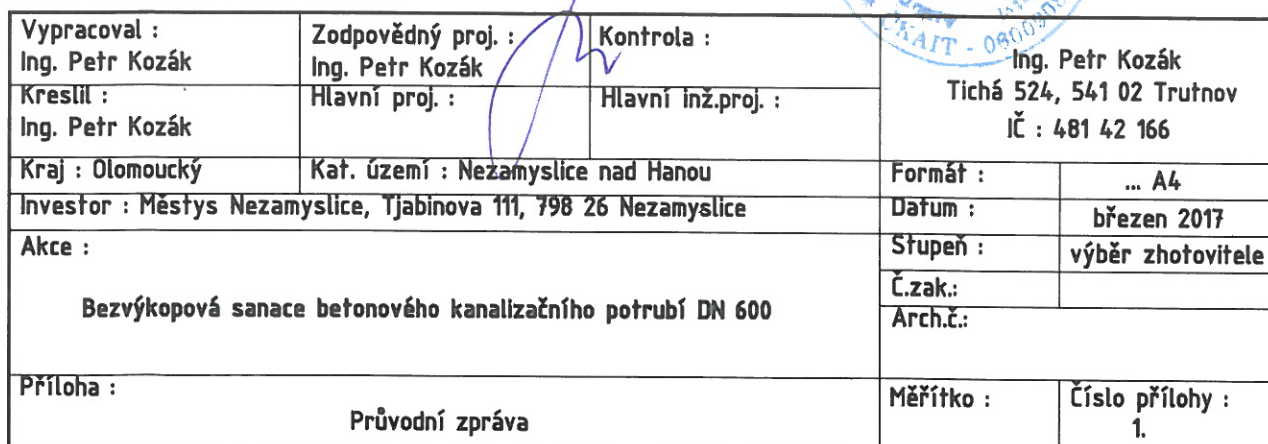 Vypracoval :
Ing. Petr Kozák
Zodpovědný proj. :
Ing. Petr Kozák
Kontrola :
ČKAIT - 0800908
Ing. Petr Kozák
Tichá 524, 541 02 Trutnov
IČ : 481 42 166
Kreslil :
Ing. Petr Kozák
Hlavní proj. :
Hlavní inž.proj. :
Kraj : Olomoucký
Kat. území : Nezamyslice nad Hanou
Formát :
... A4
Investor : Městys Nezamyslice, Tjabinova 111, 798 26 Nezamyslice
Datum :
březen 2017
Akce :
Bezvýkopová sanace betonového kanalizačního potrubí DN 600
Stupeň :
výběr zhotovitele
Č.zak.:
Arch.č.:
Příloha :
Průvodní zpráva
Měřítko :
Číslo přílohy :
1.